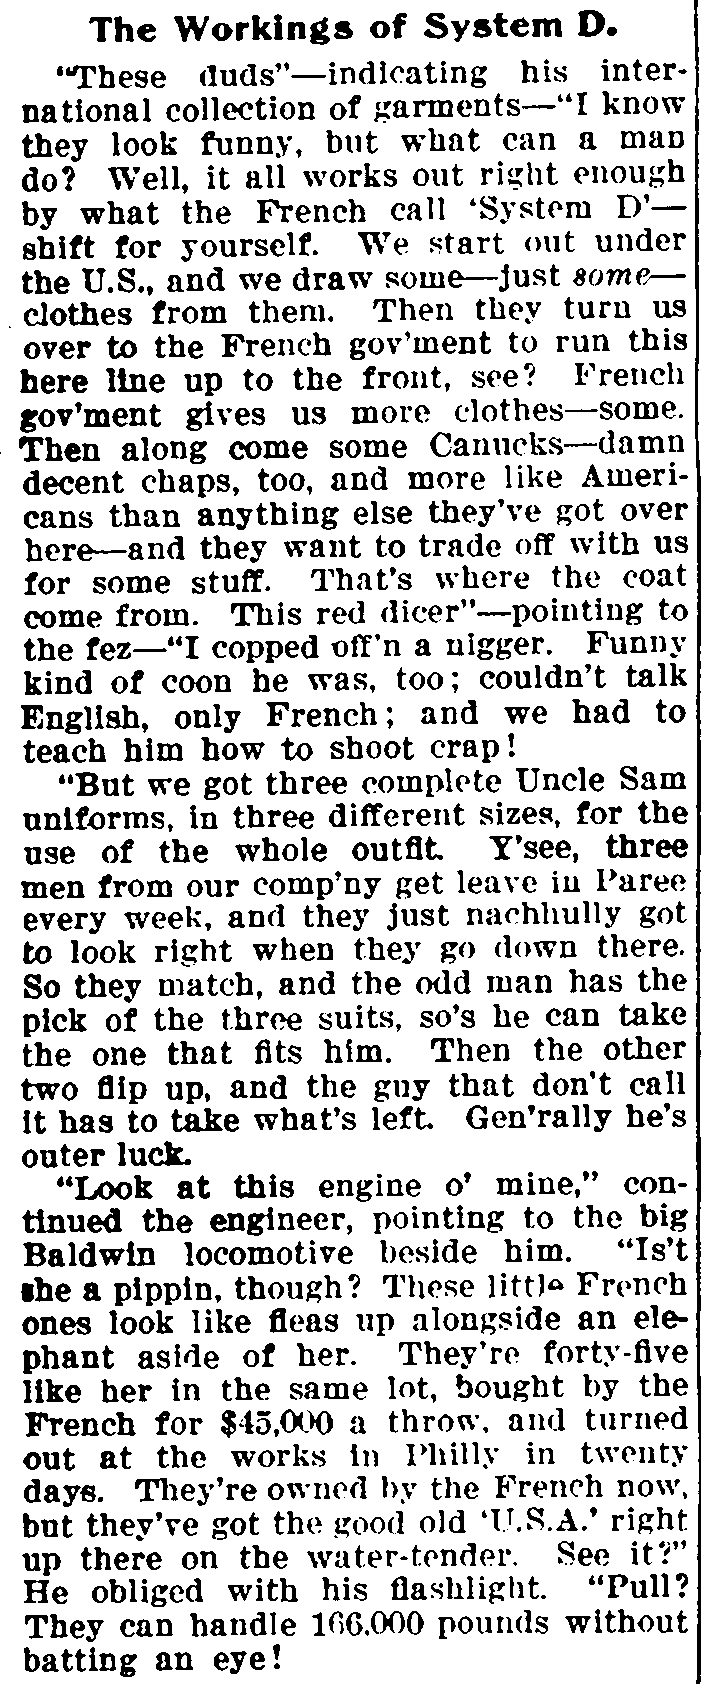 The Workings of System D.
"These duds"—indicating his inter-
national collection of garments—"I know
they look funny, but what can a man
do? Well, it all works out right enough
by what the French call 'System D'—
shift for yourself. We start out under
the U.S., and we draw some—just some—
clothes from them. Then they turn us
over to the French gov'ment to run this
here line up to the front, see? French
gov'ment gives us more clothes—some.
Then along come some Canucks—damn
decent chaps, too, and more like Ameri-
cans than anything else they've got over
here—and they want to trade off with us
for some stuff. That's where the coat
come from. This red dicer"—pointing to
the fez—"I copped off'n a nigger. Funny
kind of coon he was, too; couldn't talk
English, only French; and we had to
teach him how to shoot crap!
"But we got three complete Uncle Sam
uniforms, in three different sizes, for the
use of the whole outfit. Y'see, three
men from our comp'ny get leave in Paree
every week, and they just nachhully got
to look right when they go down there.
So they match, and the odd man has the
pick of the three suits, so's he can take
the one that fits him. Then the other
two flip up, and the guy that don't call
it has to take what's left. Gen'rally he's
outer luck.
"Look at this engine o' mine," con-
tinued the engineer, pointing to the big
Baldwin locomotive beside him. "Is't
she a pippin, though? These little French
ones look like fleas up alongside an ele-
phant aside of her. They're forty-five
like her in the same lot, bought by the
French for $45,000 a throw, and turned
out at the works in Philly in twenty
days. They're owned by the French now,
but they've got the good old 'U.S.A.' right
up there on the water-tender. See it?"
He obliged with his flashlight. "Pull?
They can handle 166,000 pounds without
batting an eye!